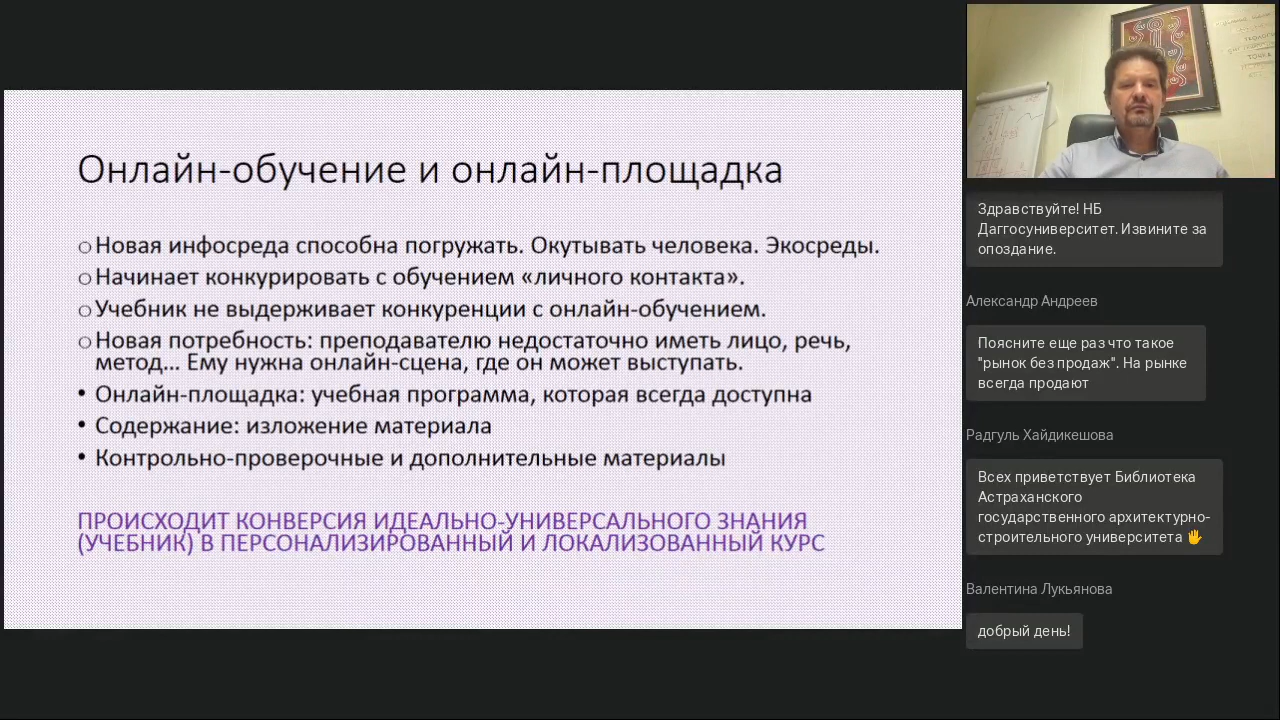 Онлайн-обучение и онлайн-площадка
Новая инфосреда способна погружать. Окутывать человека. Экосреды.
Начинает конкурировать с обучением «личного контакта».
Учебник не выдерживает конкуренции с онлайн-обучением.
Новая потребность: преподавателю недостаточно иметь лицо, речь,
метод... Ему нужна онлайн-сцена, где он может выступать.
• Онлайн-площадка: учебная программа, которая всегда доступна
• Содержание: изложение материала
• Контрольно-проверочные и дополнительные материалы
ПРОИСХОДИТ КОНВЕРСИЯ ИДЕАЛЬНО-УНИВЕРСАЛЬНОГО ЗНАНИЯ
(УЧЕБНИК) В ПЕРСОНАЛИЗИРОВАННЫЙ И ЛОКАЛИЗОВАННЫЙ КУРС
ТОЧКА
Здравствуйте! НБ
Даггосуниверситет. Извините за
опоздание.
Александр Андреев
Поясните еще раз что такое
"рынок без продаж". На рынке
всегда продают
Радгуль Хайдикешова
Всех приветствует Библиотека
Астраханского
государственного архитектурно-
строительного университета 🖐
Валентина Лукьянова
добрый день!